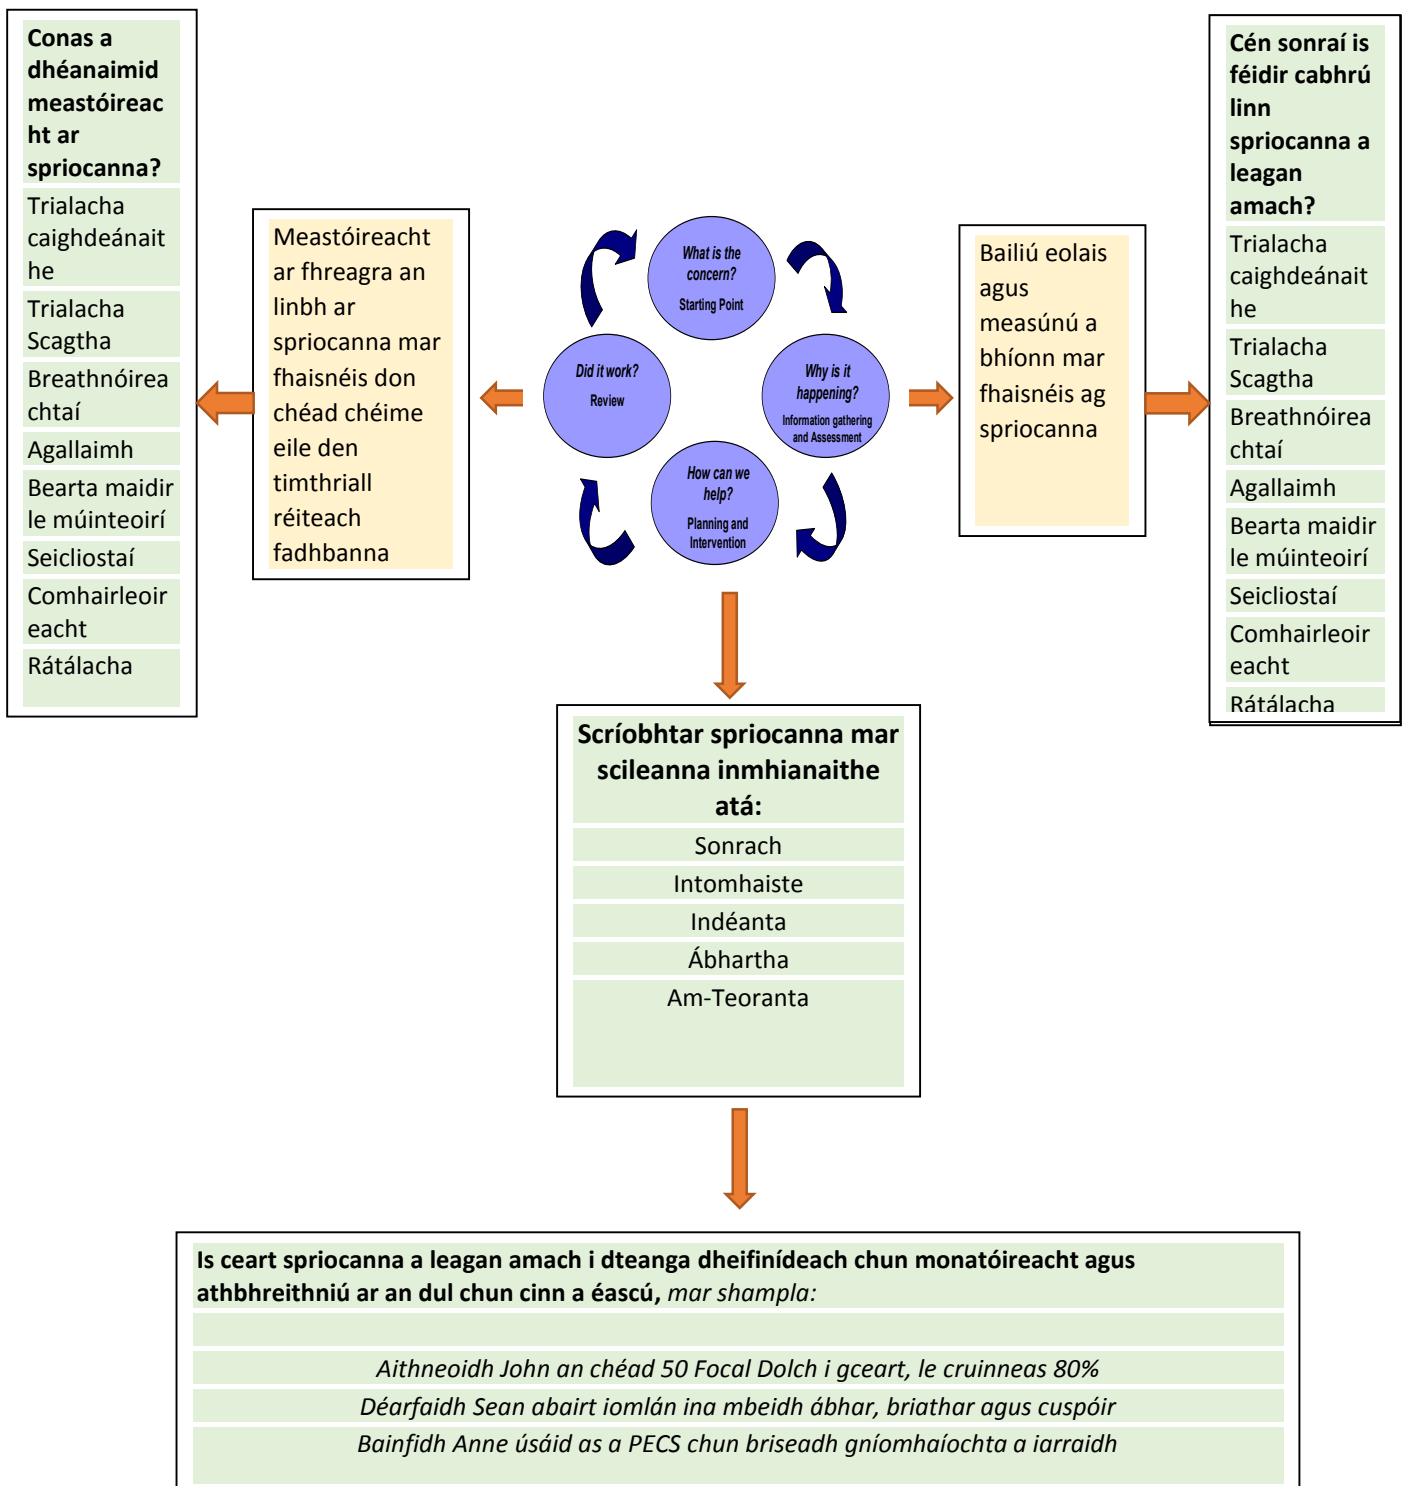 Conas a
dhéanaimid
meastóireac
ht ar
spriocanna?
Trialacha
caighdeánait
he
Trialacha
Scagtha
Breathnóirea
chtaí
Agallaimh
Bearta maidir
le múinteoirí
Seicliostaí
Comhairleoir
eacht
Rátálacha
Meastóireacht
ar fhreagra an
linbh ar
spriocanna mar
fhaisnéis don
chéad chéime
eile den
timthriall
réiteach
fadhbanna
What is the
concern?
Starting Point
Did it work?
Review
Why is it
happening?
Information gathering
and Assessment
How can we
help?
Planning and
Intervention
Bailiú eolais
agus
measúnú a
bhíonn mar
fhaisnéis ag
spriocanna
Cén sonraí is
féidir cabhrú
linn
spriocanna a
leagan
amach?
Trialacha
caighdeánait
he
Trialacha
Scagtha
Breathnóirea
chtaí
Agallaimh
Bearta maidir
le múinteoirí
Seicliostaí
Comhairleoir
eacht
Rátálacha
Scríobhtar spriocanna mar
scileanna inmhianaithe
atá:
Sonrach
Intomhaiste
Indéanta
Ábhartha
Am-Teoranta
Is ceart spriocanna a leagan amach i dteanga dheifinídeach chun monatóireacht agus
athbhreithniú ar an dul chun cinn a éascú, mar shampla:
Aithneoidh John an chéad 50 Focal Dolch i gceart, le cruinneas 80%
Déarfaidh Sean abairt iomlán ina mbeidh ábhar, briathar agus cuspóir
Bainfidh Anne úsáid as a PECS chun briseadh gníomhaíochta a iarraidh